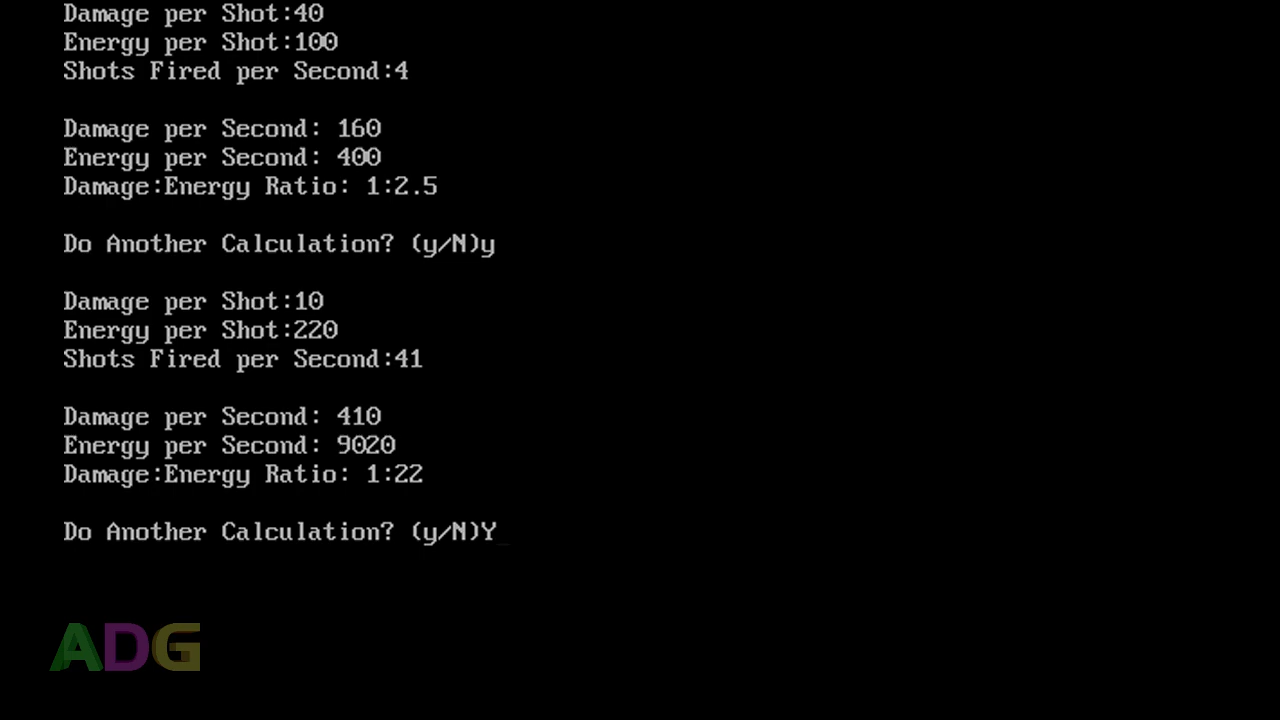 Damage per Shot:40
Energy per Shot:100
Shots Fired per Second:4
Damage per Second: 160
Energy per Second: 400
Damage:Energy Ratio: 1:2.5
Do Another Calculation? (y/N)y
Damage per Shot:10
Energy per Shot:220
Shots Fired per Second:41
Damage per Second: 410
Energy per Second: 9020
Damage:Energy Ratio: 1:22
Do Another Calculation? (y/N)Y_
ADG